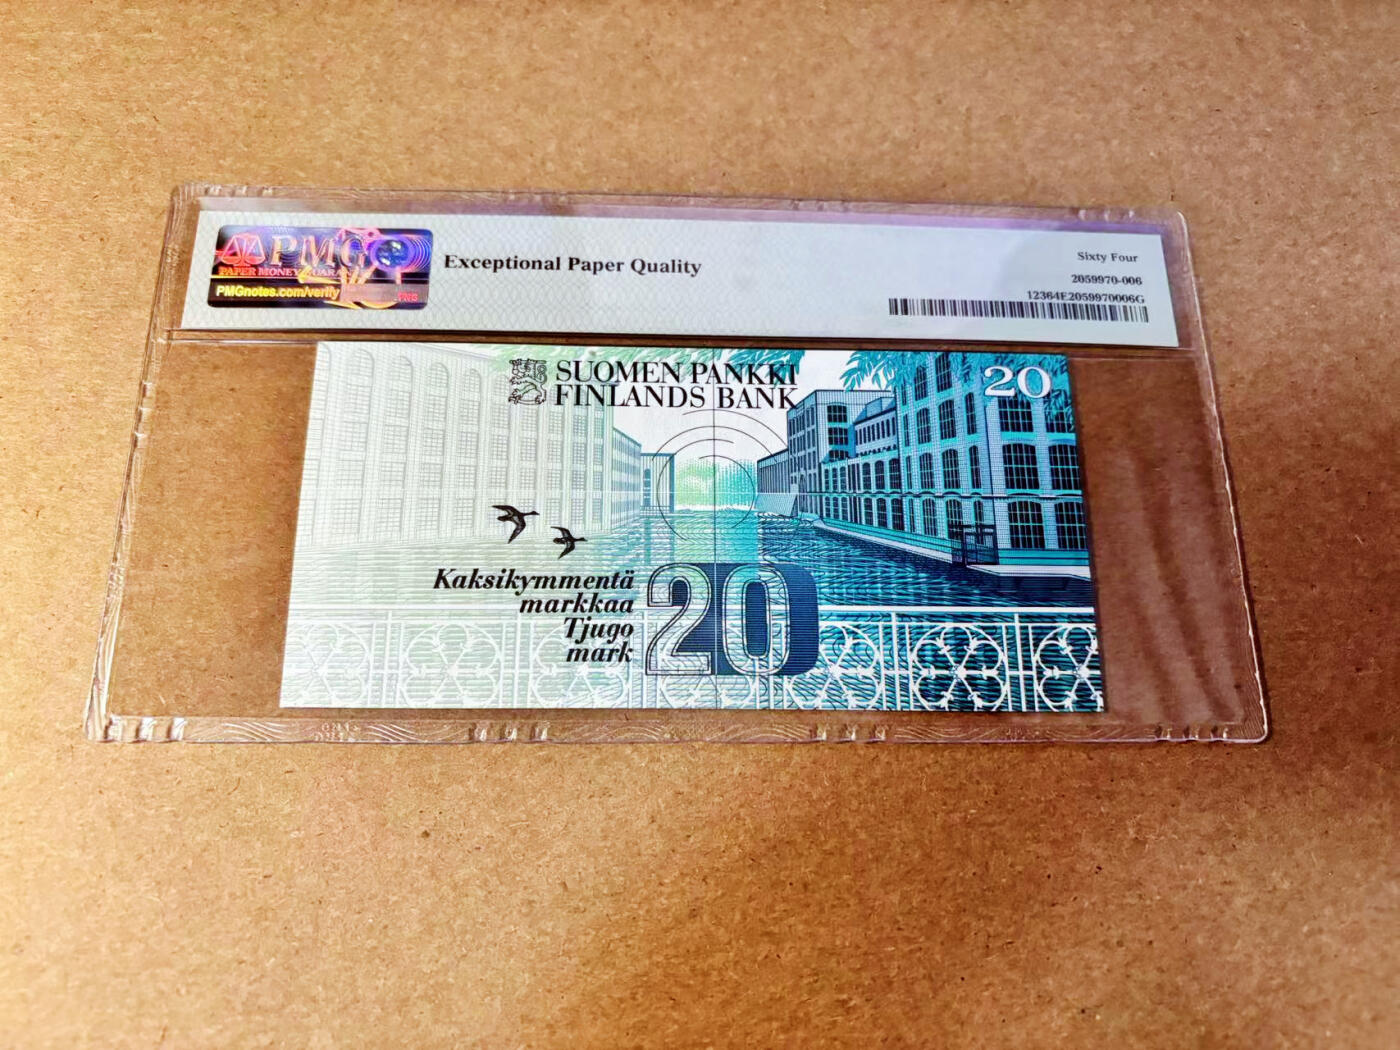 PMG
PAPER MONEY GUARANTY
PMGnotes.com/verify
PMG
Exceptional Paper Quality
Sixty Four
2059970-006
12364E2059970006G
SUOMEN PANKKI
FINLANDS BANK
20
Kaksikymmentä
markkaa
Tjugo
mark
20